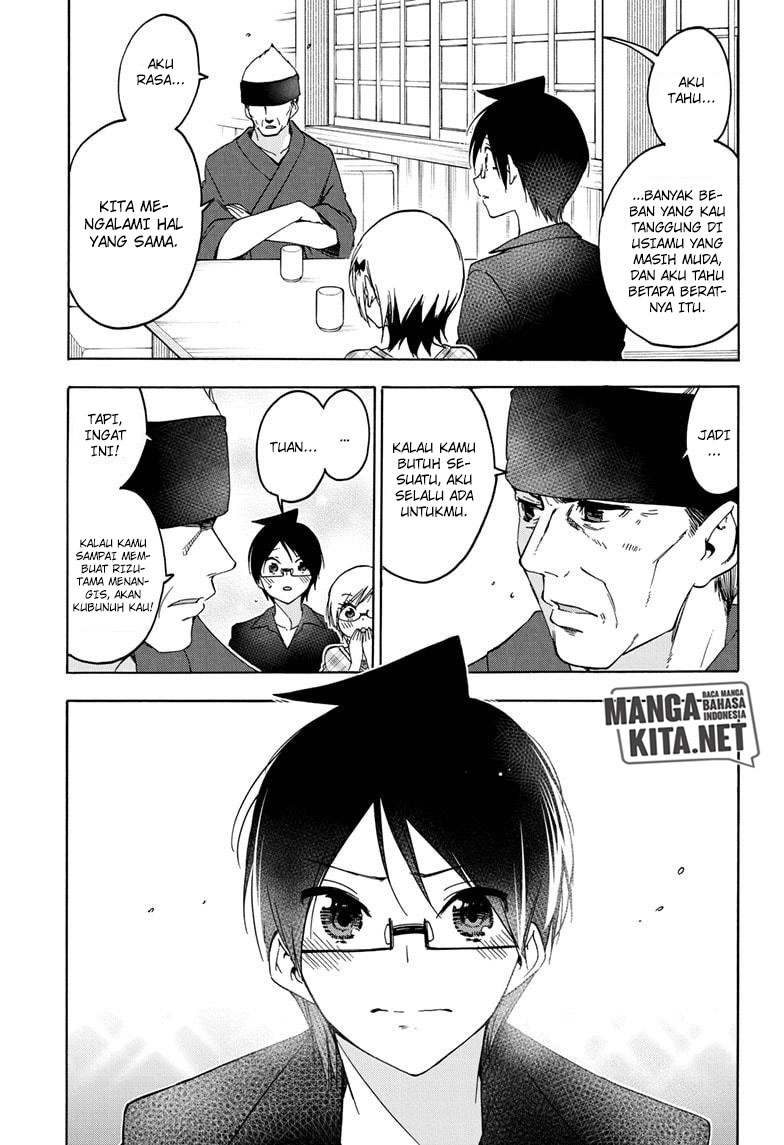 AKU
TAHU...
...BANYAK BE-
BAN YANG KAU
TANGGUNG DI
USIAMU YANG
MASIH MUDA,
DAN AKU TAHU
BETAPA BERAT-
NYA ITU.
AKU
RASA...
KITA ME-
NGALAMI HAL
YANG SAMA.
JADI
...
KALAU KAMU
BUTUH SE-
SUATU, AKU
SELALU ADA
UNTUKMU.
...
TUAN...
TAPI,
INGAT
INI!
KALAU KAMU
SAMPAI MEM-
BUAT RIZU-
TAMA MENAN-
GIS, AKAN
KUBUNUH KAU!
MANGA
KITA.NET
BACA MANGA
BAHASA
INDONESIA